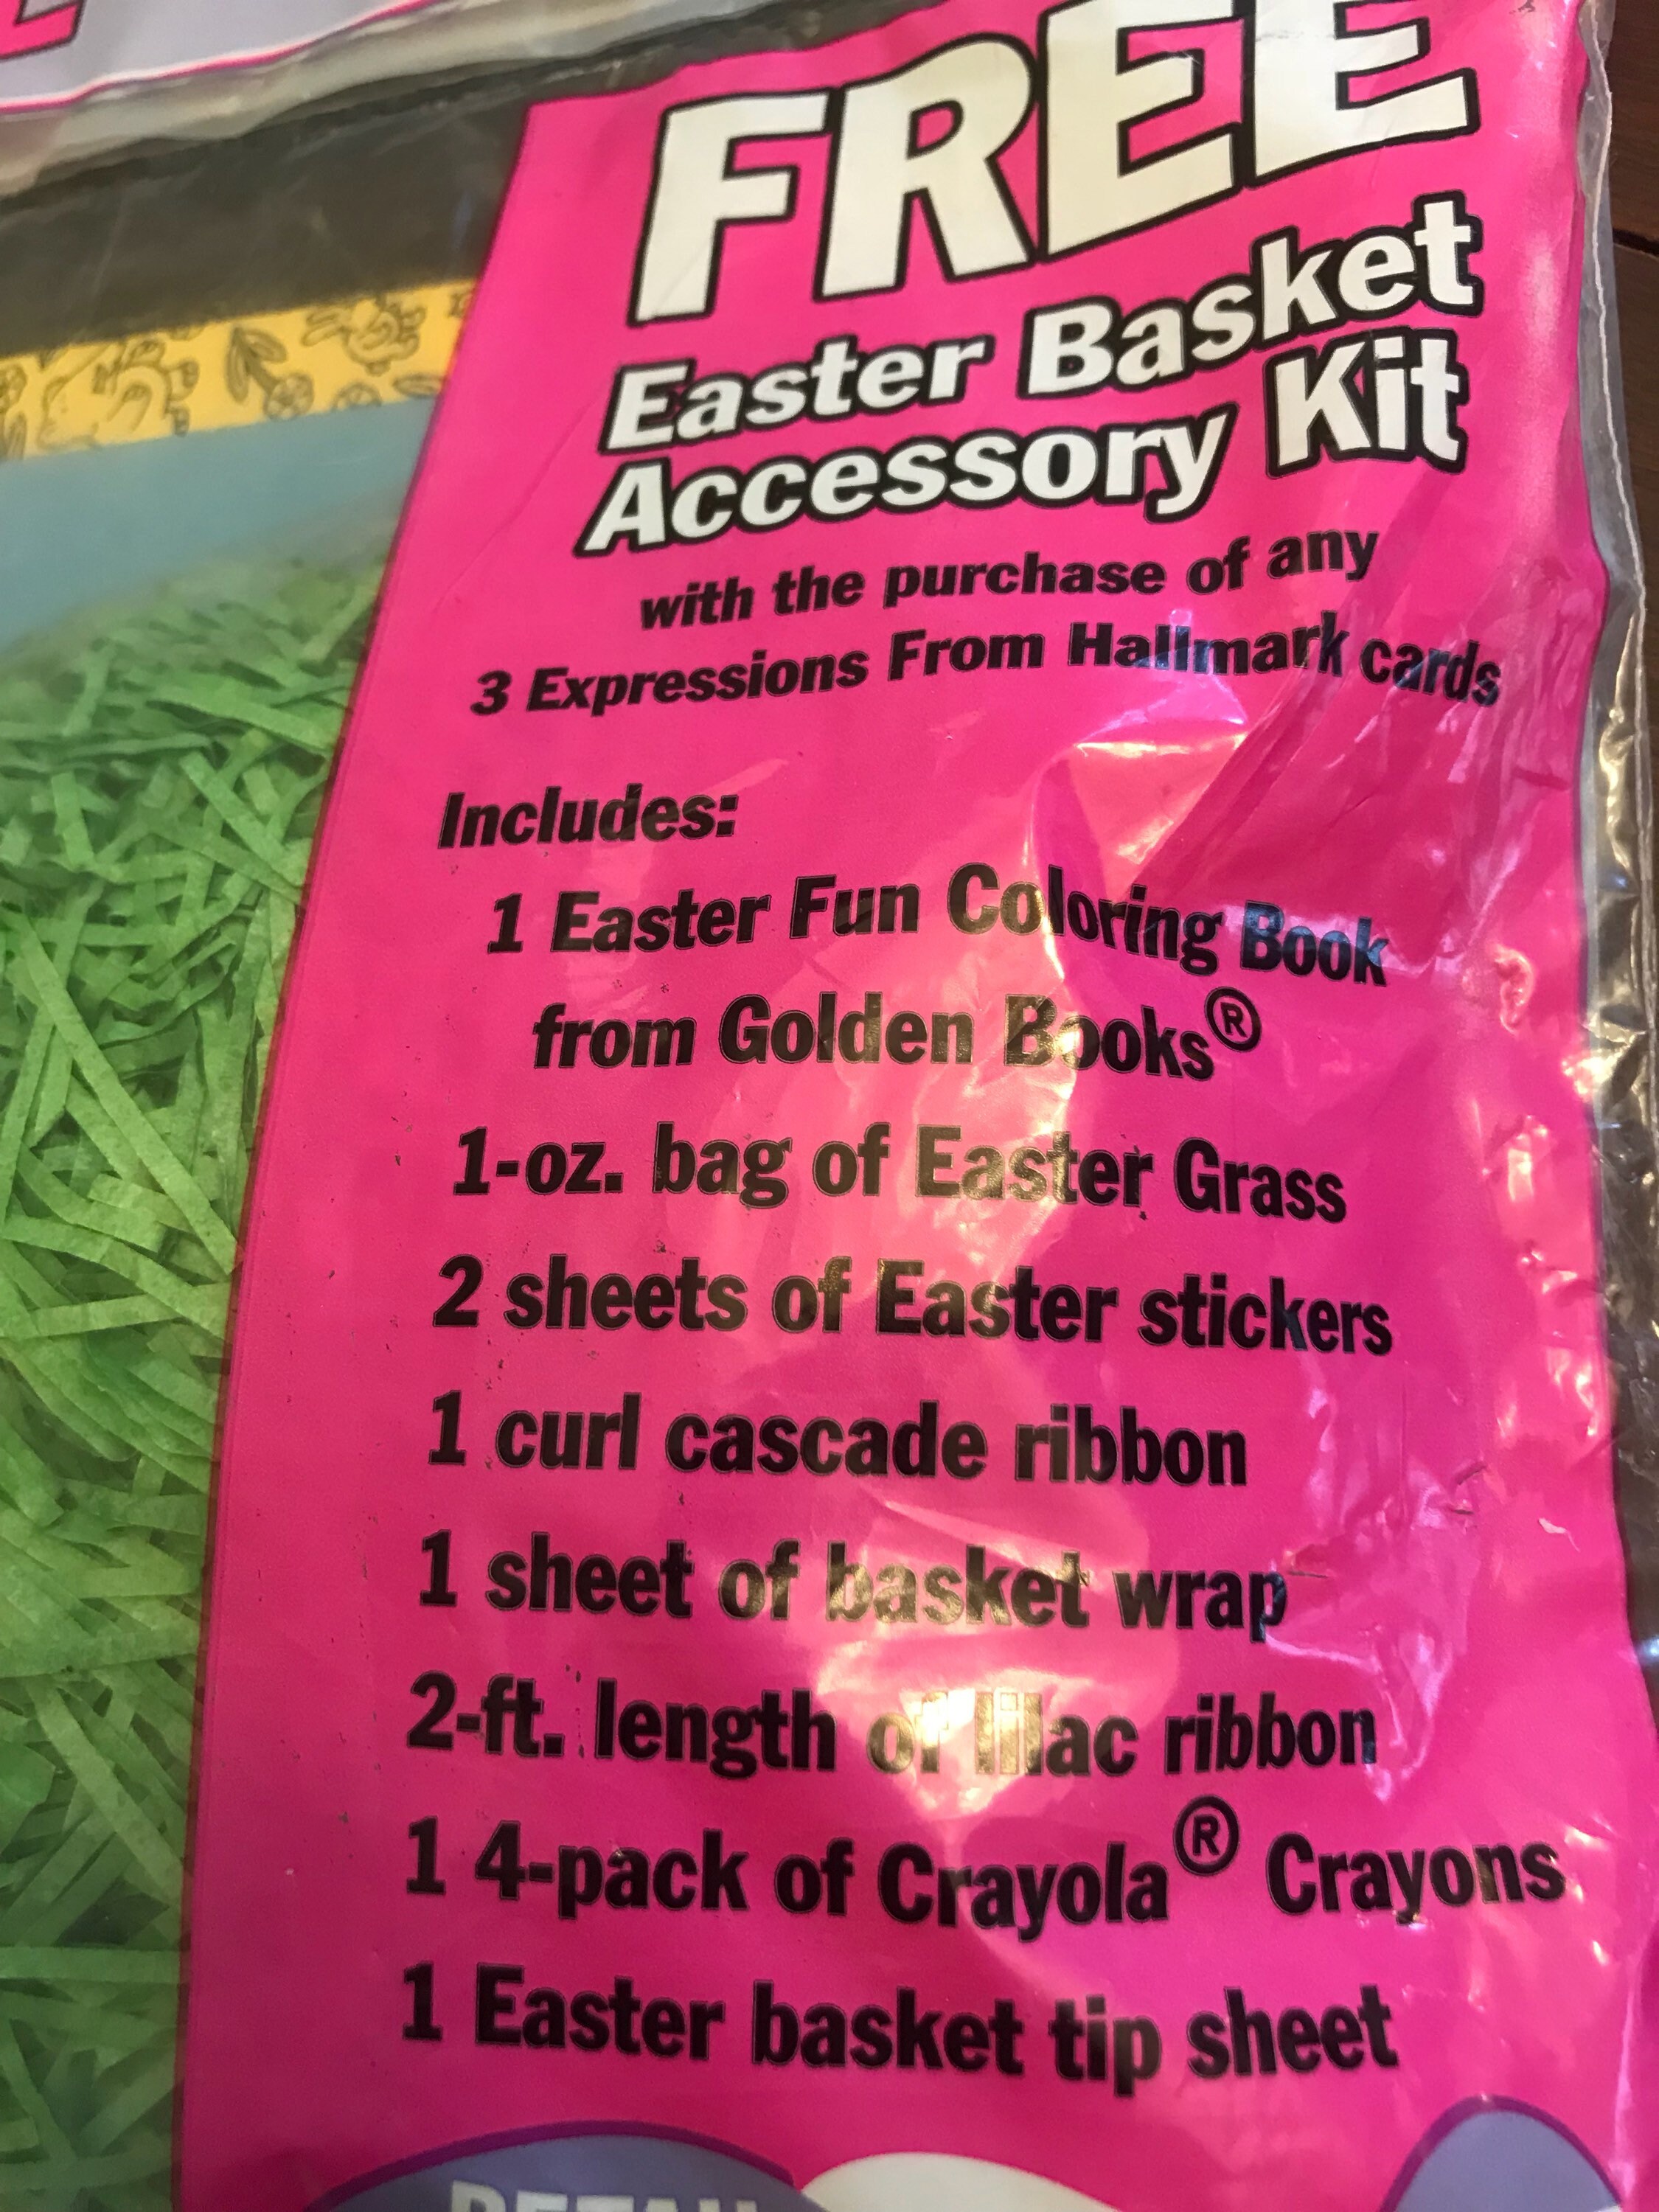 FREE
Easter Basket
Accessory Kit
with the purchase of any
3 Expressions From Hallmark cards
Includes:
1 Easter Fun Coloring Book
from Golden Books®
1-oz. bag of Easter Grass
2 sheets of Easter stickers
1 curl cascade ribbon
1 sheet of basket wrap
2-ft. length of lilac ribbon
1 4-pack of Crayola® Crayons
1 Easter basket tip sheet